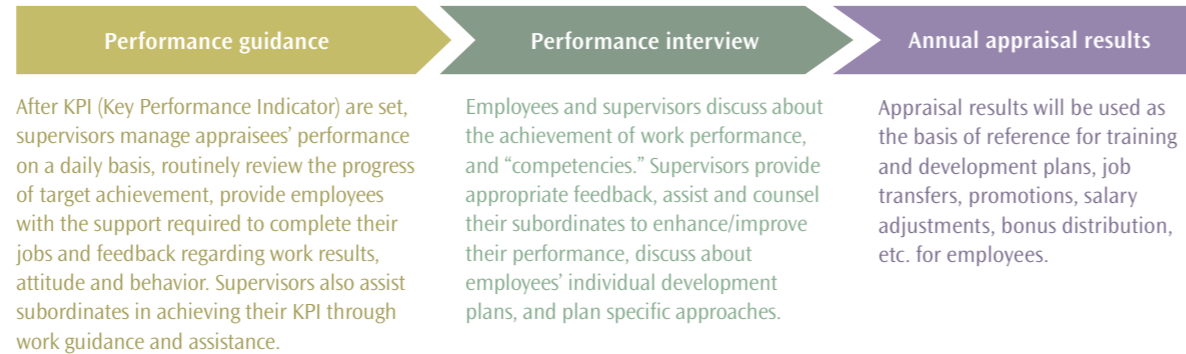 Performance guidance
After KPI (Key Performance Indicator) are set,
supervisors manage appraisees' performance
on a daily basis, routinely review the progress
of target achievement, provide employees
with the support required to complete their
jobs and feedback regarding work results,
attitude and behavior. Supervisors also assist
subordinates in achieving their KPI through
work guidance and assistance.
Performance interview
Employees and supervisors discuss about
the achievement of work performance,
and “competencies.” Supervisors provide
appropriate feedback, assist and counsel
their subordinates to enhance/improve
their performance, discuss about
employees' individual development
plans, and plan specific approaches.
Annual appraisal results
Appraisal results will be used as
the basis of reference for training
and development plans, job
transfers, promotions, salary
adjustments, bonus distribution,
etc. for employees.